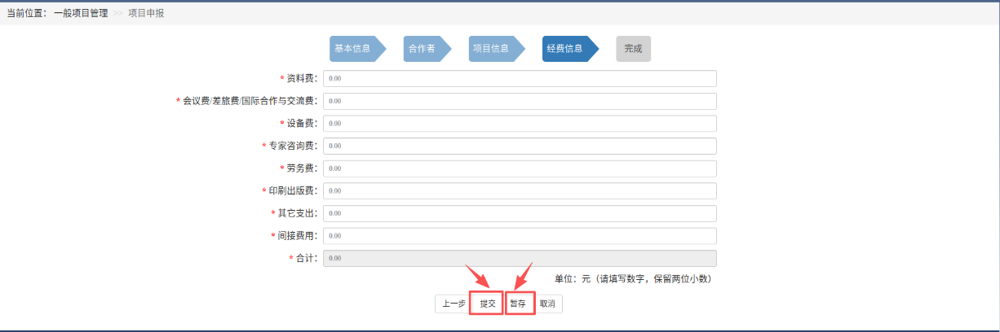 当前位置： 一般项目管理 >> 项目申报
基本信息 合作者 项目信息 经费信息 完成
* 资料费： 0.00
* 会议费/差旅费/国际合作与交流费： 0.00
* 设备费： 0.00
* 专家咨询费： 0.00
* 劳务费： 0.00
* 印刷出版费： 0.00
* 其它支出： 0.00
* 间接费用： 0.00
* 合计： 0.00
单位：元（请填写数字，保留两位小数）
上一步 提交 暂存 取消